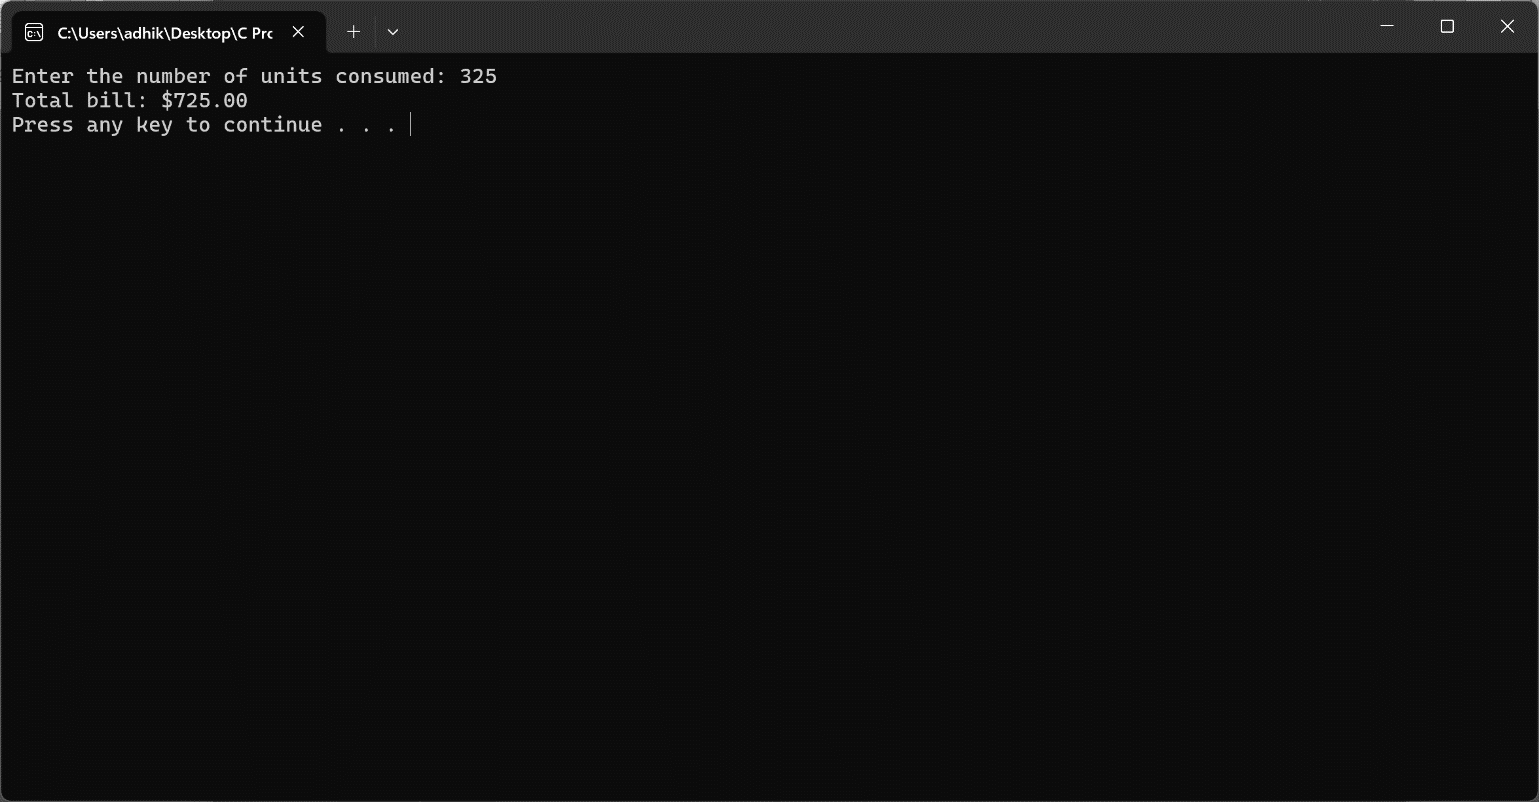 C:\Users\adhik\Desktop\C Prc
Enter the number of units consumed: 325
Total bill: $725.00
Press any key to continue . . .